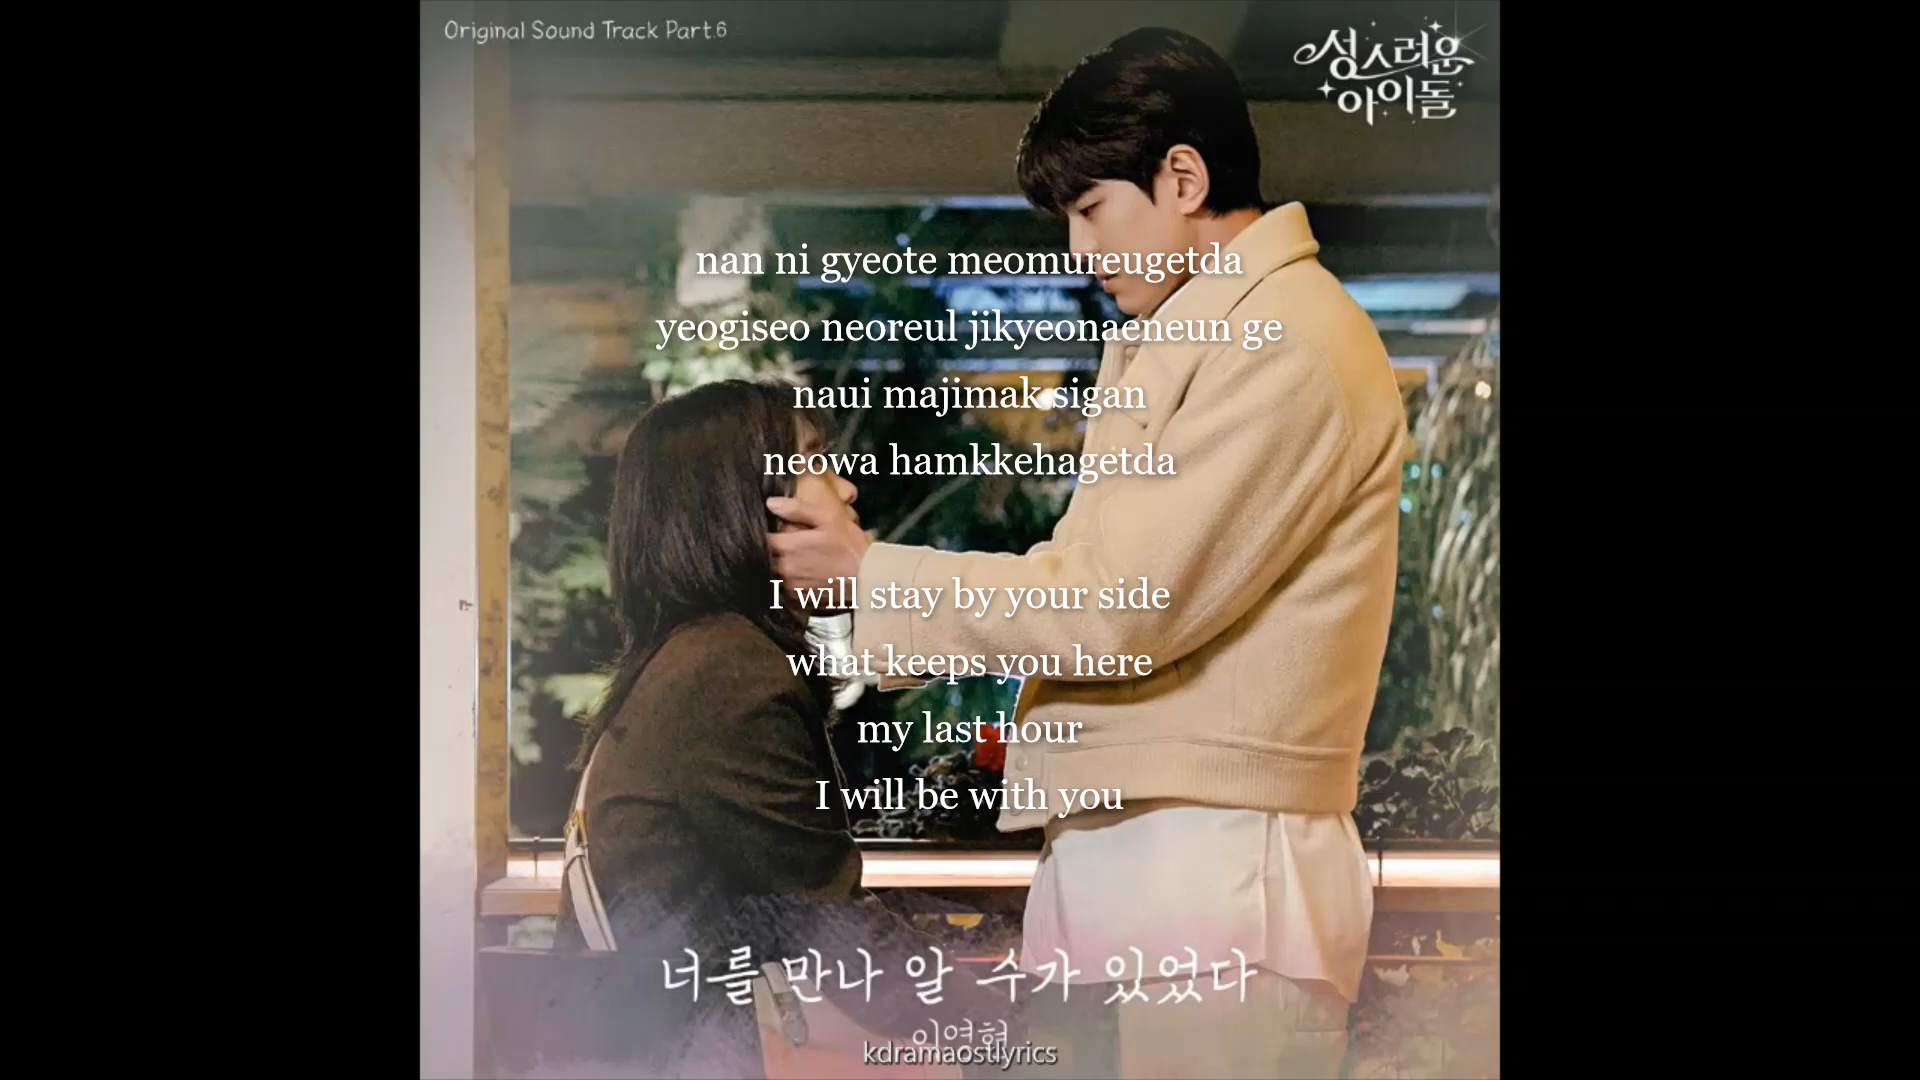 Original Sound Track Part.6
성스러운
아이돌
nan ni gyeote meomureugetda
yeogiseo neoreul jikyeonaeneun ge
naui majimak sigan
neowa hamkkehagetda
I will stay by your side
what keeps you here
my last hour
I will be with you
너를 만나 알 수가 있었다
이영현
kdramaostlyrics